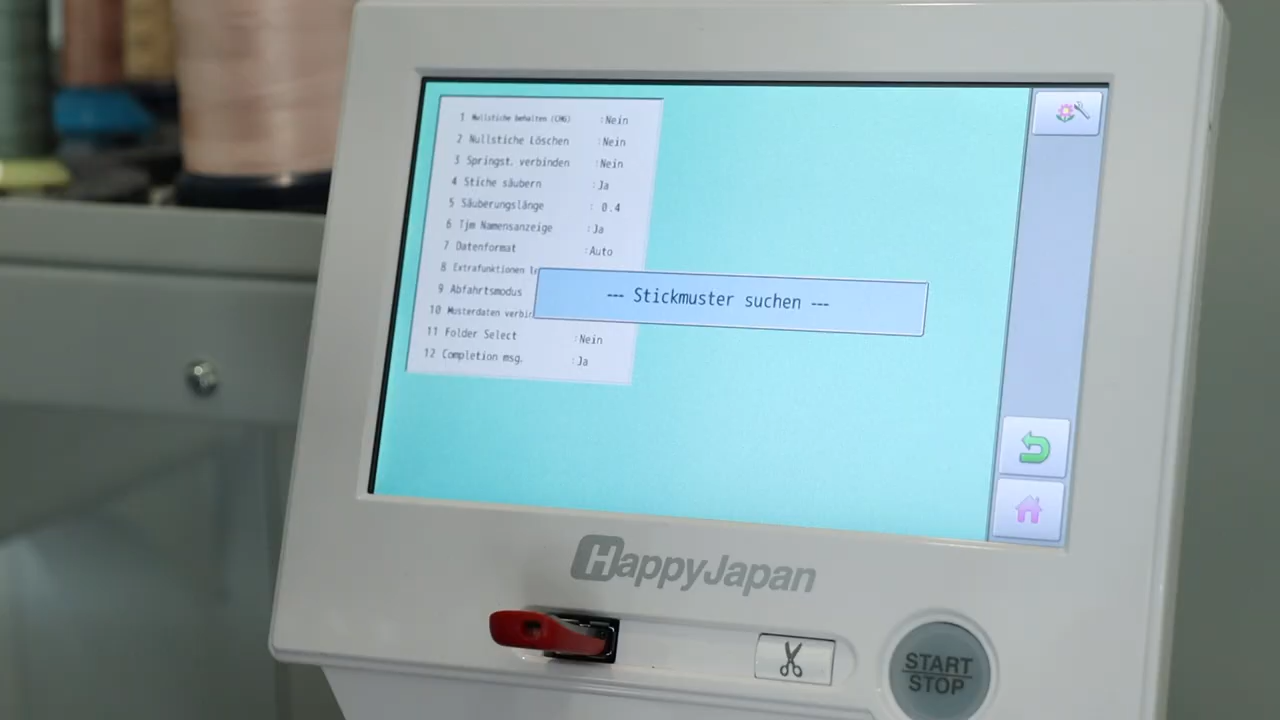 1 Nullstiche behalten (CHG) :Nein
2 Nullstiche Löschen :Nein
3 Springst. verbinden :Nein
4 Stiche säubern :Ja
5 Säuberungslänge : 0.4
6 Tjm Namensanzeige :Ja
7 Datenformat :Auto
8 Extrafunktionen
9 Abfahrtsmodus
--- Stickmuster suchen ---
10 Musterdaten
11 Folder Select :Nein
12 Completion msg. :Ja
HappyJapan
START
STOP